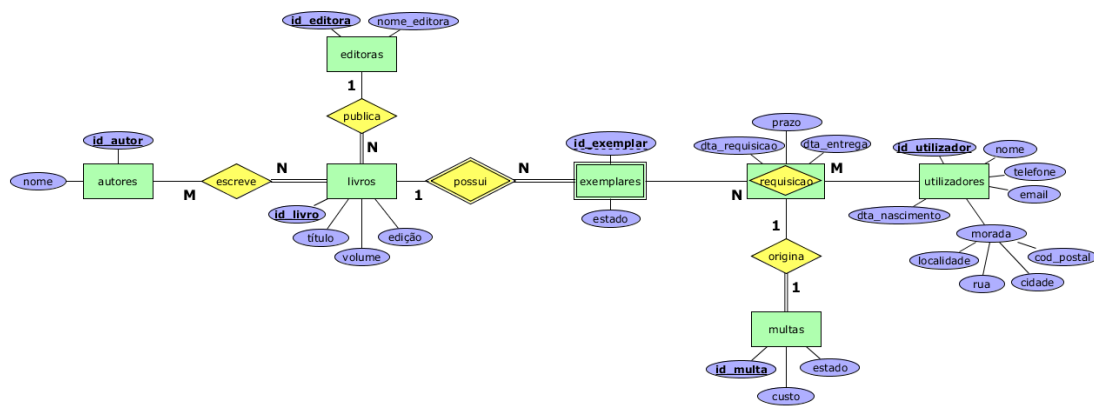 id_editora
nome_editora
editoras
1
publica
N
id_autor
nome
autores
M
escreve
N
livros
1
possui
N
id_exemplar
exemplares
estado
id_livro
título
volume
edição
prazo
dta_requisicao
dta_entrega
N
requisicao
M
id_utilizador
nome
telefone
email
utilizadores
dta_nascimento
morada
localidade
rua
cidade
cod_postal
1
origina
1
multas
id_multa
custo
estado